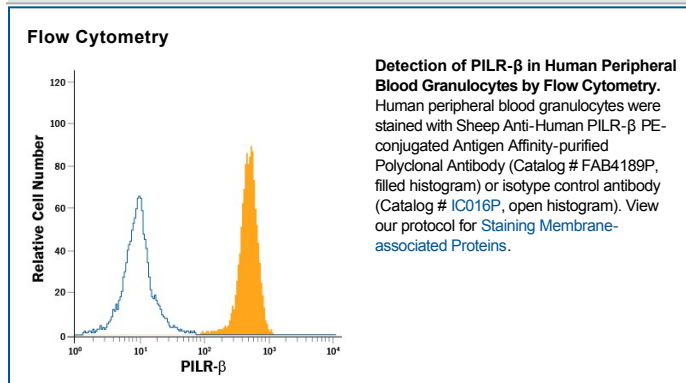 Flow Cytometry
Detection of PILR-β in Human Peripheral
Blood Granulocytes by Flow Cytometry.
Human peripheral blood granulocytes were
stained with Sheep Anti-Human PILR-β PE-
conjugated Antigen Affinity-purified
Polyclonal Antibody (Catalog # FAB4189P,
filled histogram) or isotype control antibody
(Catalog # IC016P, open histogram). View
our protocol for Staining Membrane-
associated Proteins.
Relative Cell Number
120
100
80
60
40
20
0
10⁰ 10¹ 10² 10³ 10⁴
PILR-β